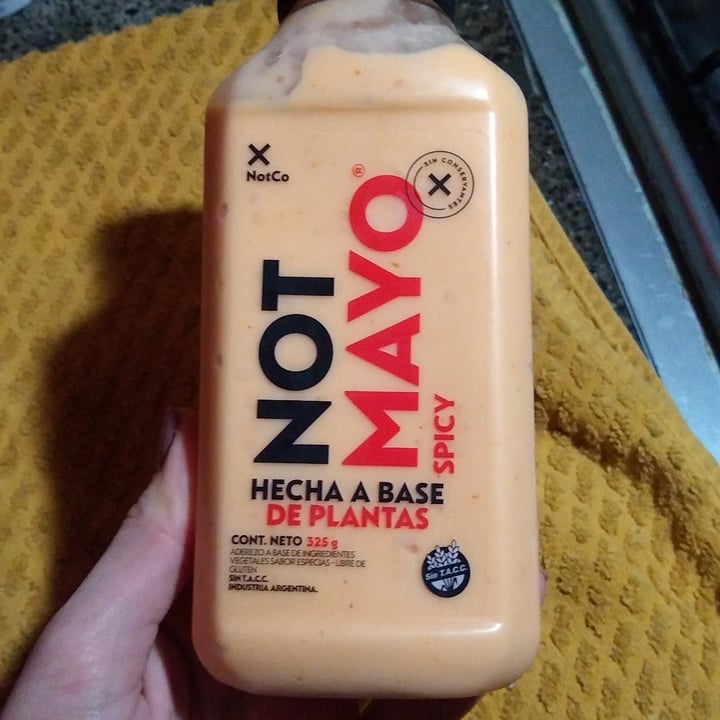 NotCo
SIN CONSERVANTES
NOT
MAYO®
SPICY
HECHA A BASE
DE PLANTAS
CONT. NETO 325 g
ADEREZO A BASE DE INGREDIENTES
VEGETALES SABOR ESPECIAS - LIBRE DE
GLUTEN
SIN T.A.C.C.
INDUSTRIA ARGENTINA.
Sin T.A.C.C.